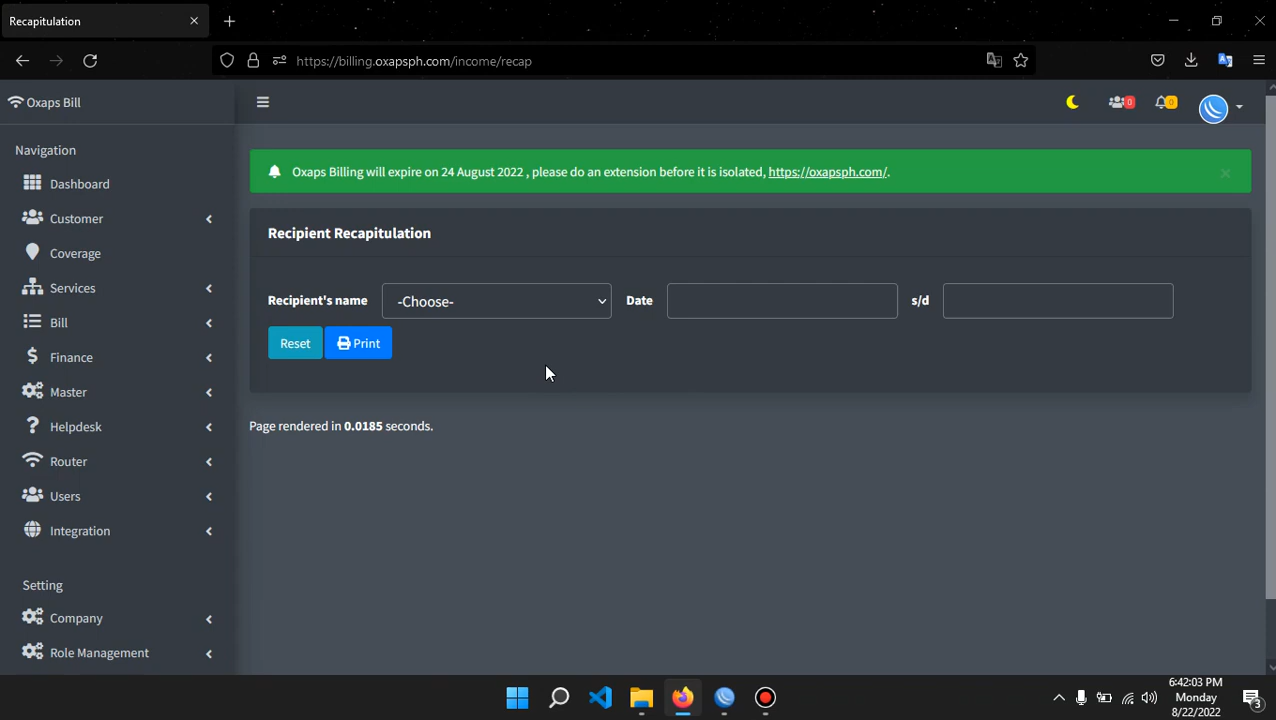 Recapitulation
https://billing.oxapsph.com/income/recap
Oxaps Bill
0
0
Navigation
Dashboard
Customer
Coverage
Services
Bill
Finance
Master
Helpdesk
Router
Users
Integration
Setting
Company
Role Management
Oxaps Billing will expire on 24 August 2022 , please do an extension before it is isolated, https://oxapsph.com/.
Recipient Recapitulation
Recipient's name -Choose- Date s/d
Reset Print
Page rendered in 0.0185 seconds.
6:42:03 PM
Monday
8/22/2022
3